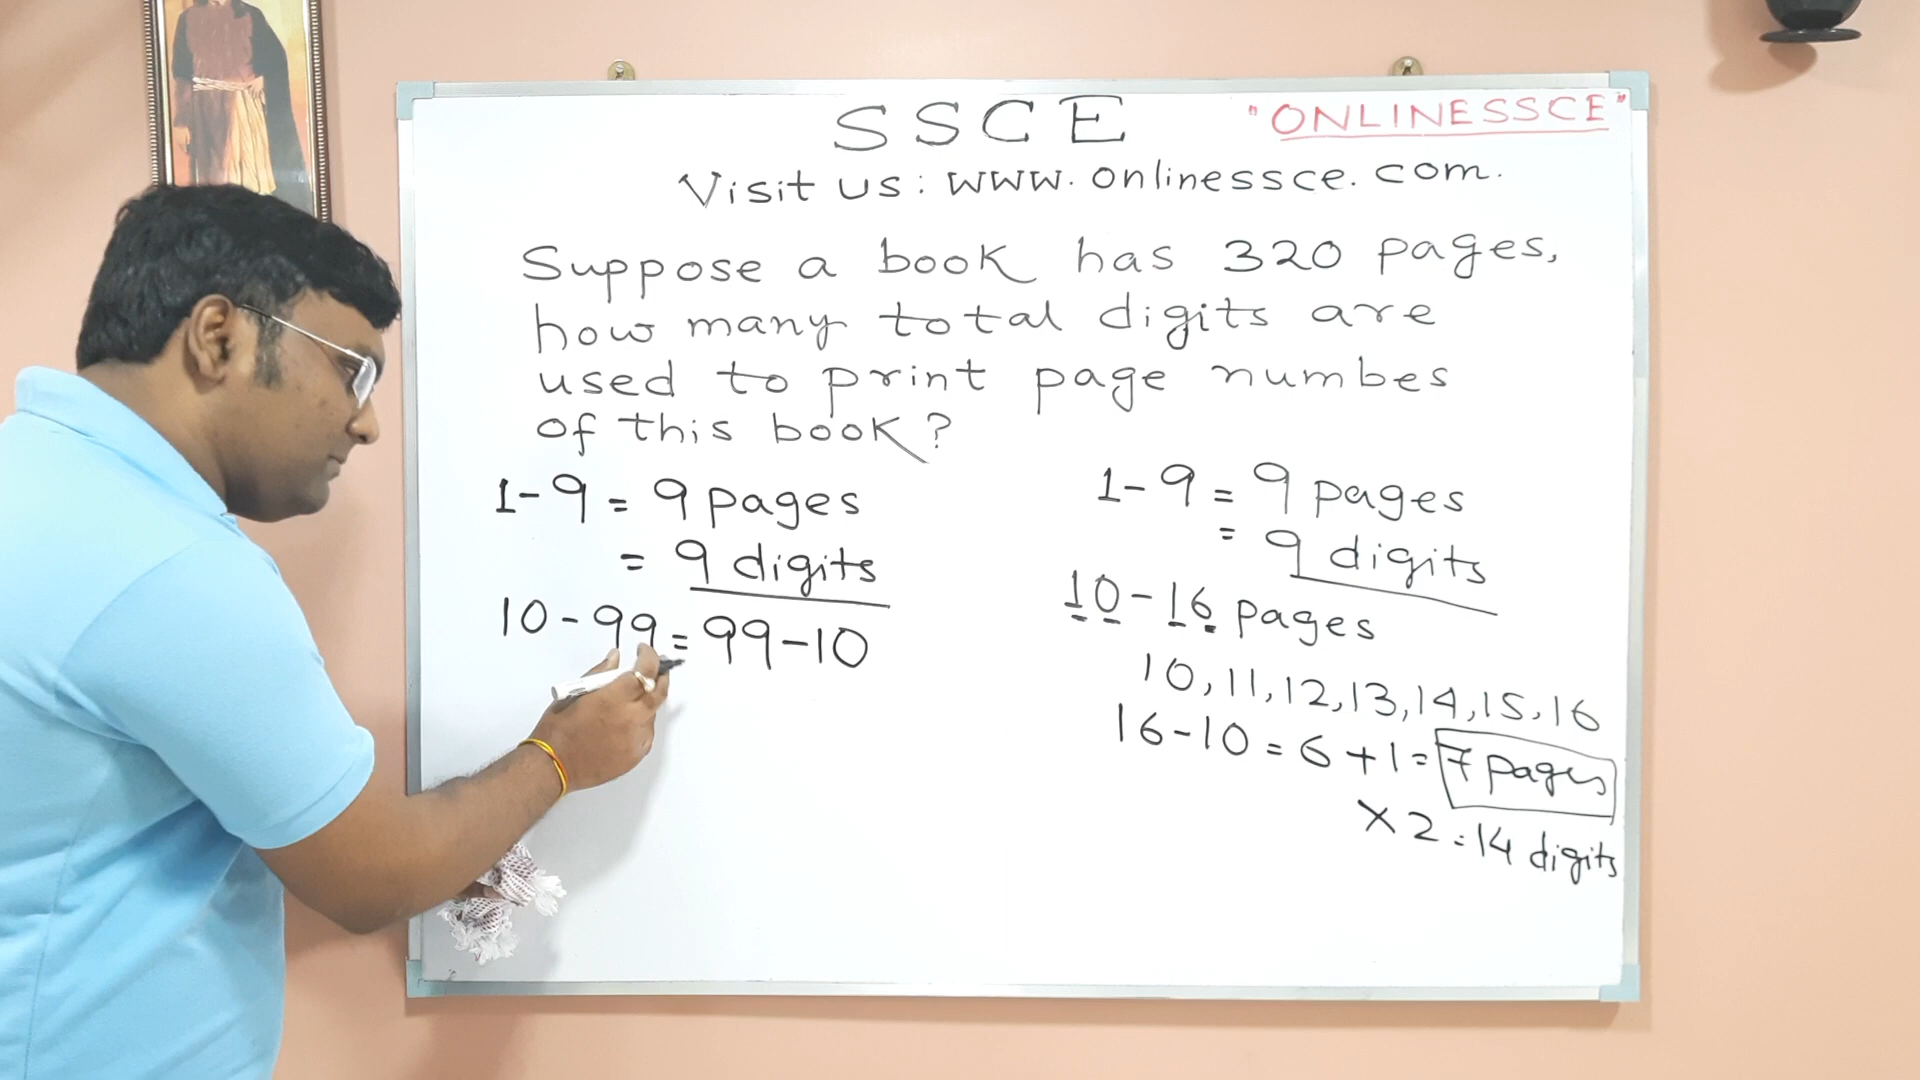 SSCE
"ONLINESSCE"
Visit us: www.onlinessce.com.
Suppose a book has 320 pages,
how many total digits are
used to print page numbes
of this book?
1-9 = 9 pages
= 9 digits
10-99 = 99-10
1-9 = 9 pages
= 9 digits
10-16 pages
10, 11, 12, 13, 14, 15, 16
16-10 = 6 +1 = 7 pages
× 2 = 14 digits